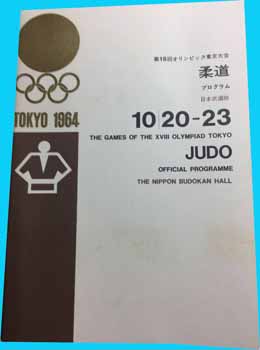 TOKYO 1964
第18回オリンピック東京大会
柔道
プログラム
日本武道館
10/20-23
THE GAMES OF THE XVIII OLYMPIAD TOKYO
JUDO
OFFICIAL PROGRAMME
THE NIPPON BUDOKAN HALL